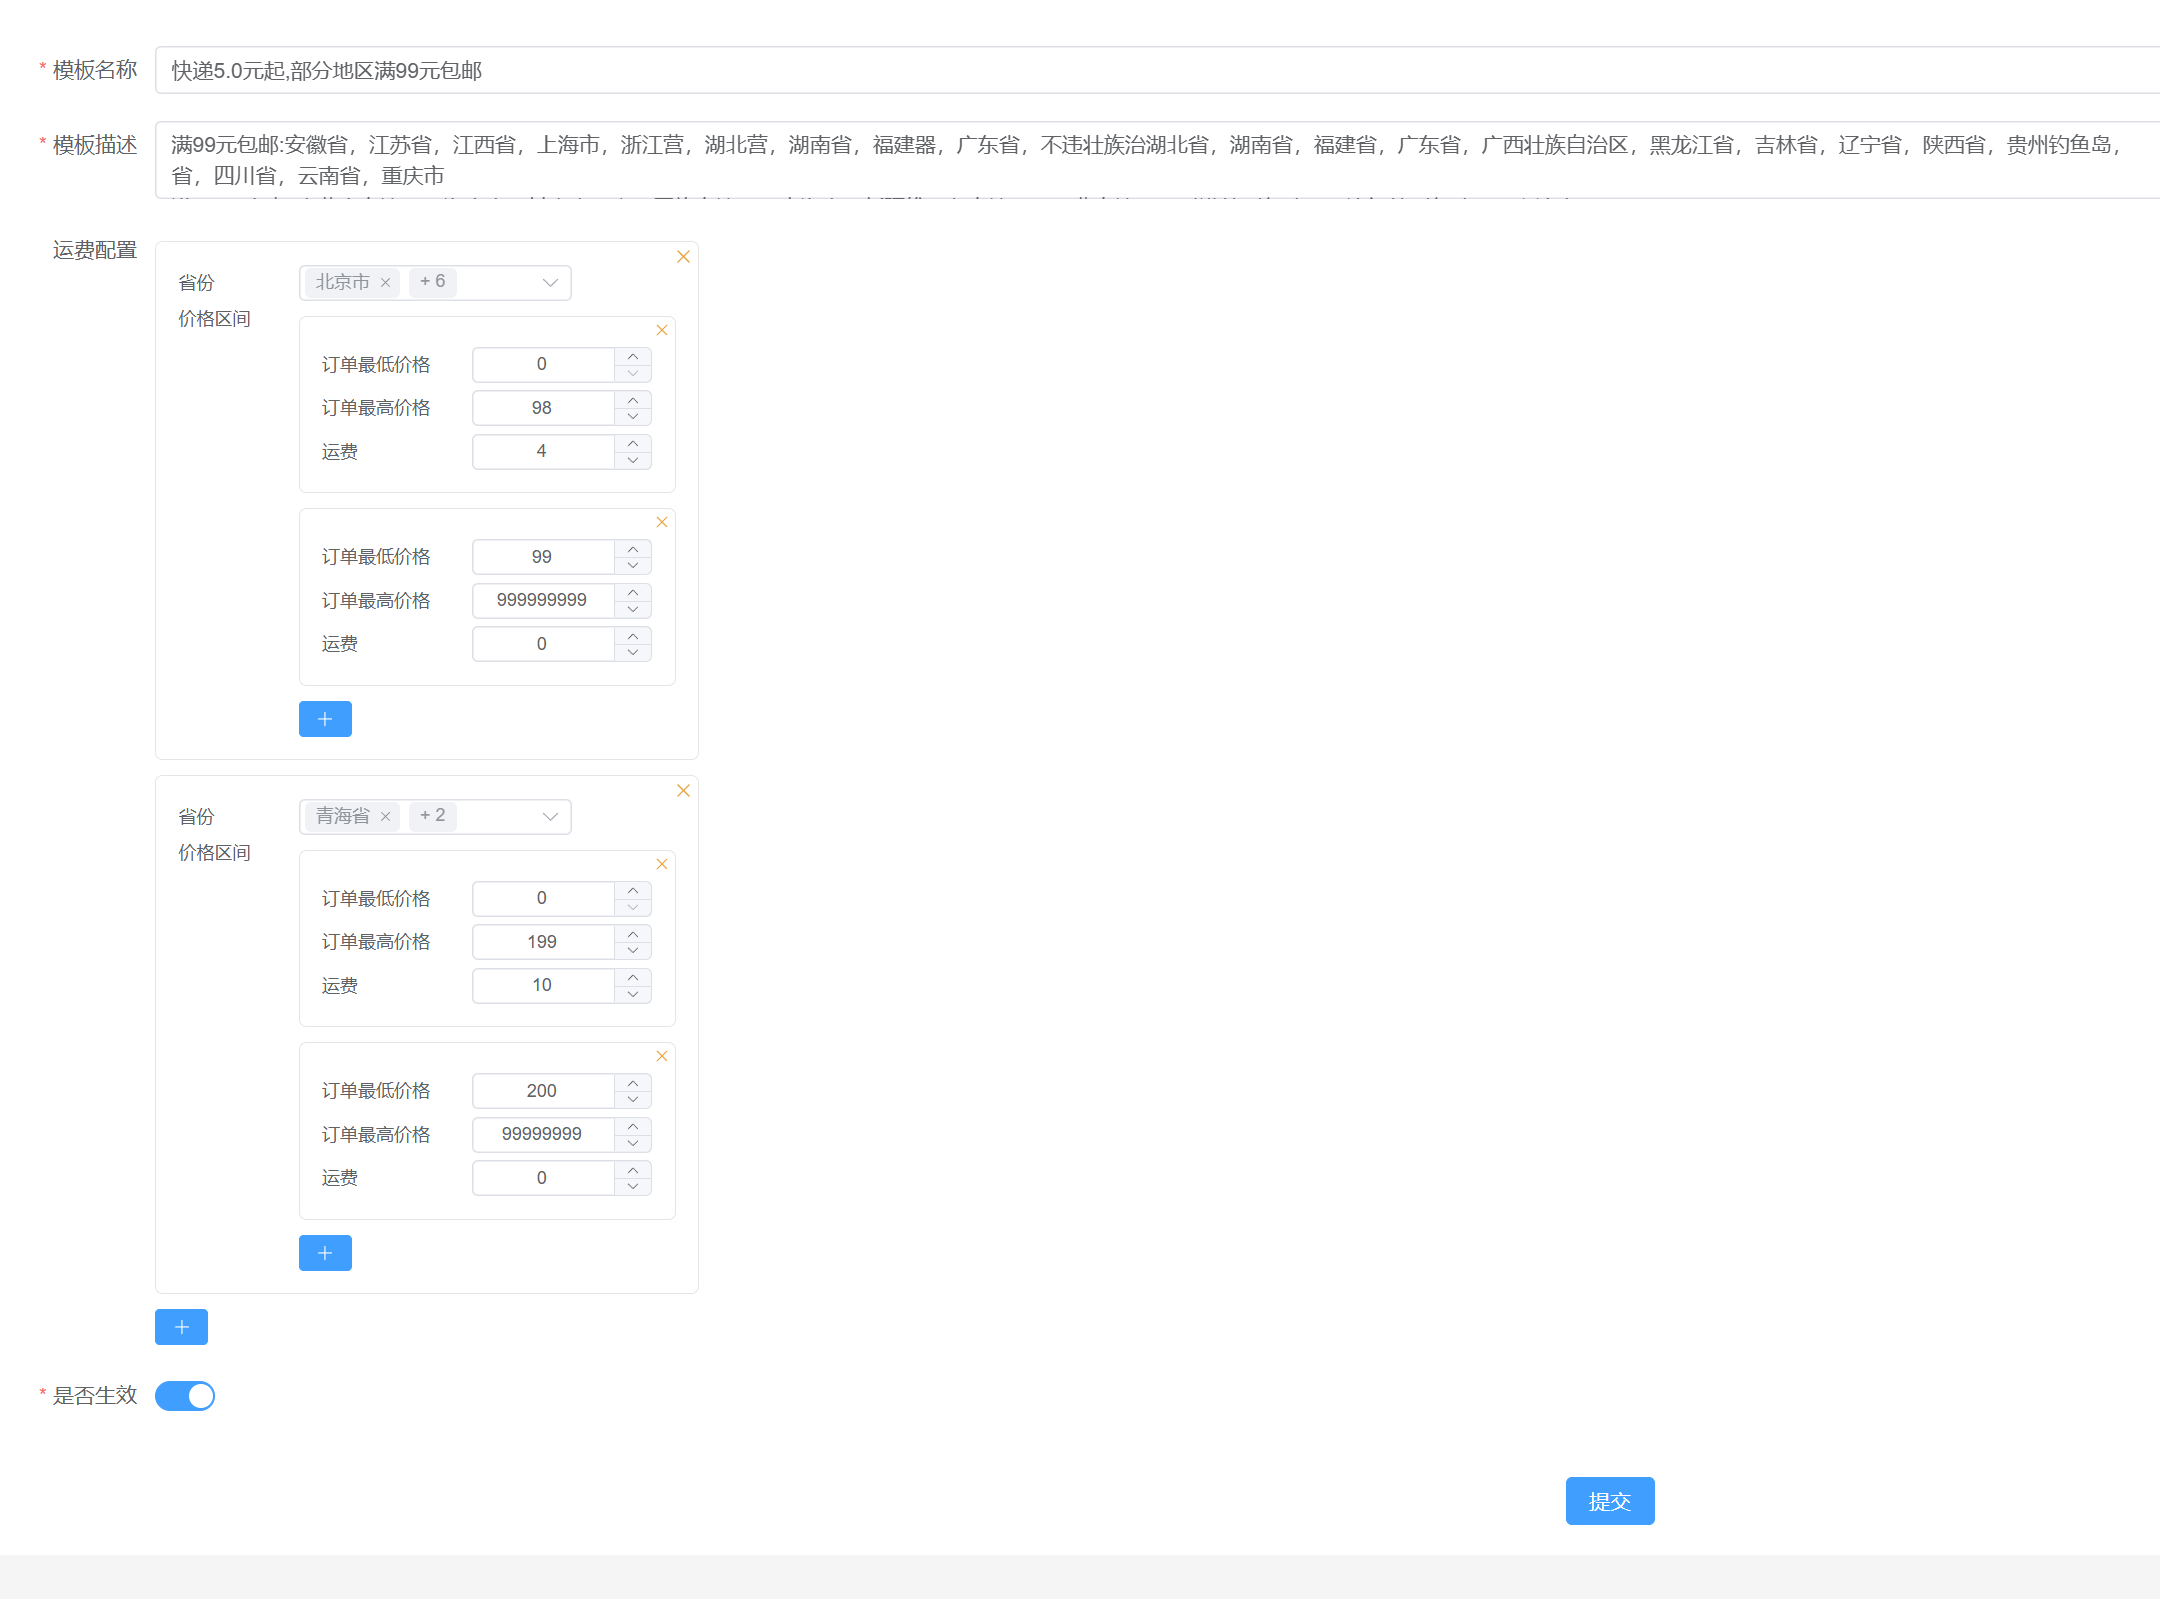 * 模板名称 快递5.0元起,部分地区满99元包邮
* 模板描述 满99元包邮:安徽省，江苏省，江西省，上海市，浙江营，湖北营，湖南省，福建器，广东省，不违壮族治湖北省，湖南省，福建省，广东省，广西壮族自治区，黑龙江省，吉林省，辽宁省，陕西省，贵州钓鱼岛，
省，四川省，云南省，重庆市
运费配置
省份 北京市 × + 6
价格区间
订单最低价格 0
订单最高价格 98
运费 4
订单最低价格 99
订单最高价格 999999999
运费 0
+
省份 青海省 × + 2
价格区间
订单最低价格 0
订单最高价格 199
运费 10
订单最低价格 200
订单最高价格 99999999
运费 0
+
+
* 是否生效
提交